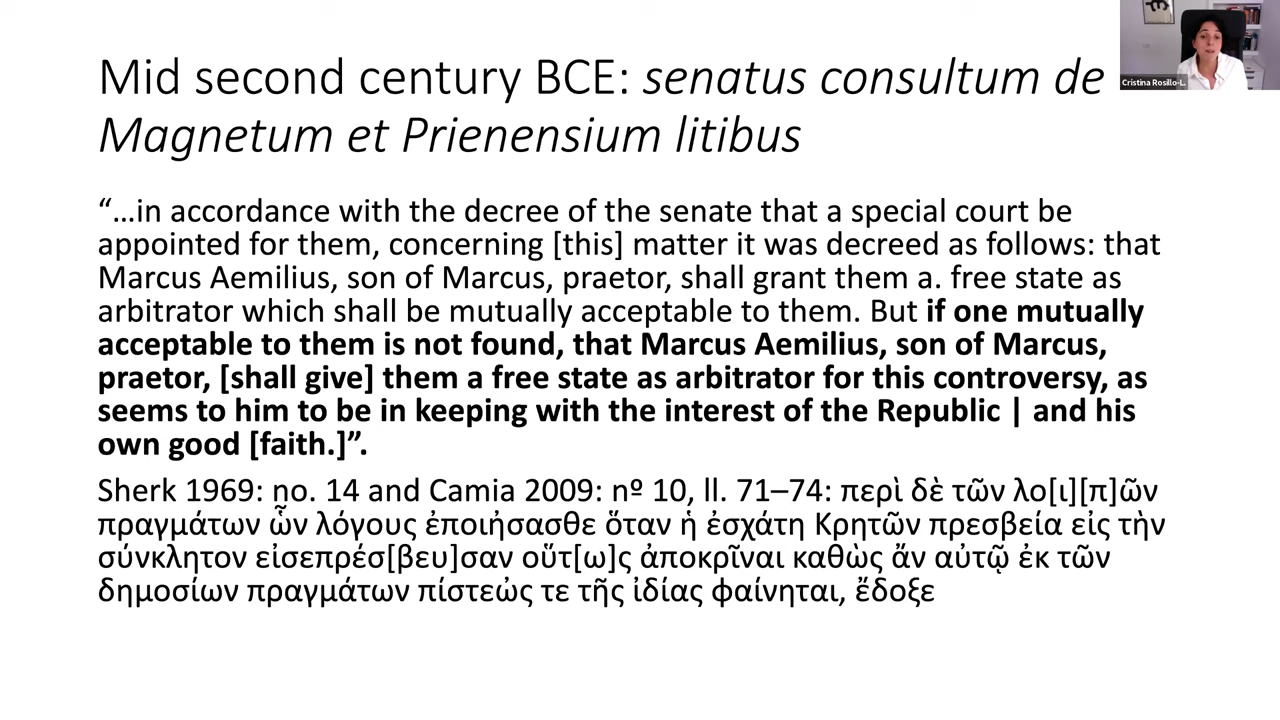 Mid second century BCE: senatus consultum de
Magnetum et Prienensium litibus
Cristina Rosillo-L.
“…in accordance with the decree of the senate that a special court be
appointed for them, concerning [this] matter it was decreed as follows: that
Marcus Aemilius, son of Marcus, praetor, shall grant them a. free state as
arbitrator which shall be mutually acceptable to them. But if one mutually
acceptable to them is not found, that Marcus Aemilius, son of Marcus,
praetor, [shall give] them a free state as arbitrator for this controversy, as
seems to him to be in keeping with the interest of the Republic | and his
own good [faith.]”.
Sherk 1969: no. 14 and Camia 2009: nº 10, ll. 71–74: περὶ δὲ τῶν λο[ι][π]ῶν
πραγμάτων ὧν λόγους ἐποιήσασθε ὅταν ἡ ἐσχάτη Κρητῶν πρεσβεία εἰς τὴν
σύνκλητον εἰσεπρέσ[βευ]σαν οὕτ[ω]ς ἀποκρῖναι καθὼς ἄν αὐτῷ ἐκ τῶν
δημοσίων πραγμάτων πίστεώς τε τῆς ἰδίας φαίνηται, ἔδοξε